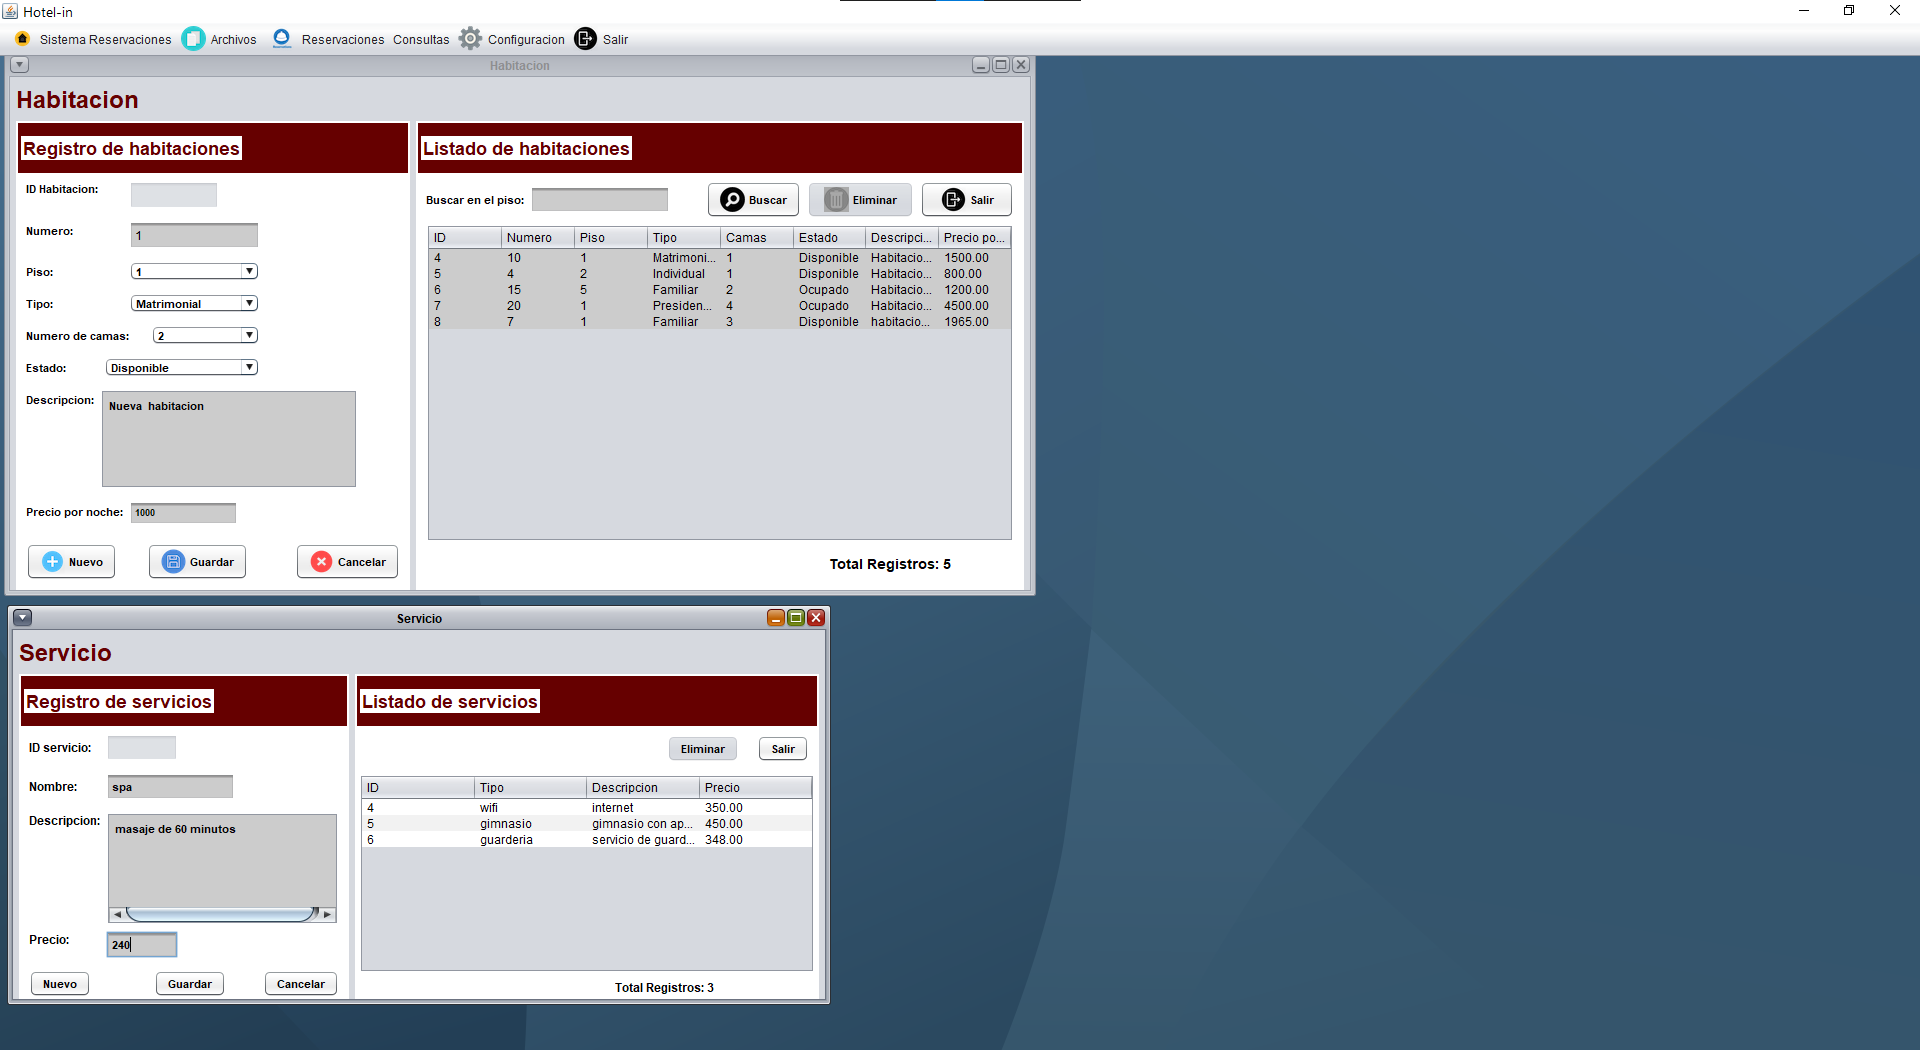 Hotel-in
Sistema Reservaciones Archivos Reservaciones Consultas Configuracion Salir
Habitacion
Habitacion
Registro de habitaciones
ID Habitacion:
Numero: 1
Piso: 1
Tipo: Matrimonial
Numero de camas: 2
Estado: Disponible
Descripcion: Nueva habitacion
Precio por noche: 1000
Nuevo Guardar Cancelar
Listado de habitaciones
Buscar en el piso: Buscar Eliminar Salir
ID Numero Piso Tipo Camas Estado Descripci... Precio po...
4 10 1 Matrimoni... 1 Disponible Habitacio... 1500.00
5 4 2 Individual 1 Disponible Habitacio... 800.00
6 15 5 Familiar 2 Ocupado Habitacio... 1200.00
7 20 1 Presiden... 4 Ocupado Habitacio... 4500.00
8 7 1 Familiar 3 Disponible habitacio... 1965.00
Total Registros: 5
Servicio
Servicio
Registro de servicios
ID servicio:
Nombre: spa
Descripcion: masaje de 60 minutos
Precio: 240
Nuevo Guardar Cancelar
Listado de servicios
Eliminar Salir
ID Tipo Descripcion Precio
4 wifi internet 350.00
5 gimnasio gimnasio con ap... 450.00
6 guarderia servicio de guard... 348.00
Total Registros: 3